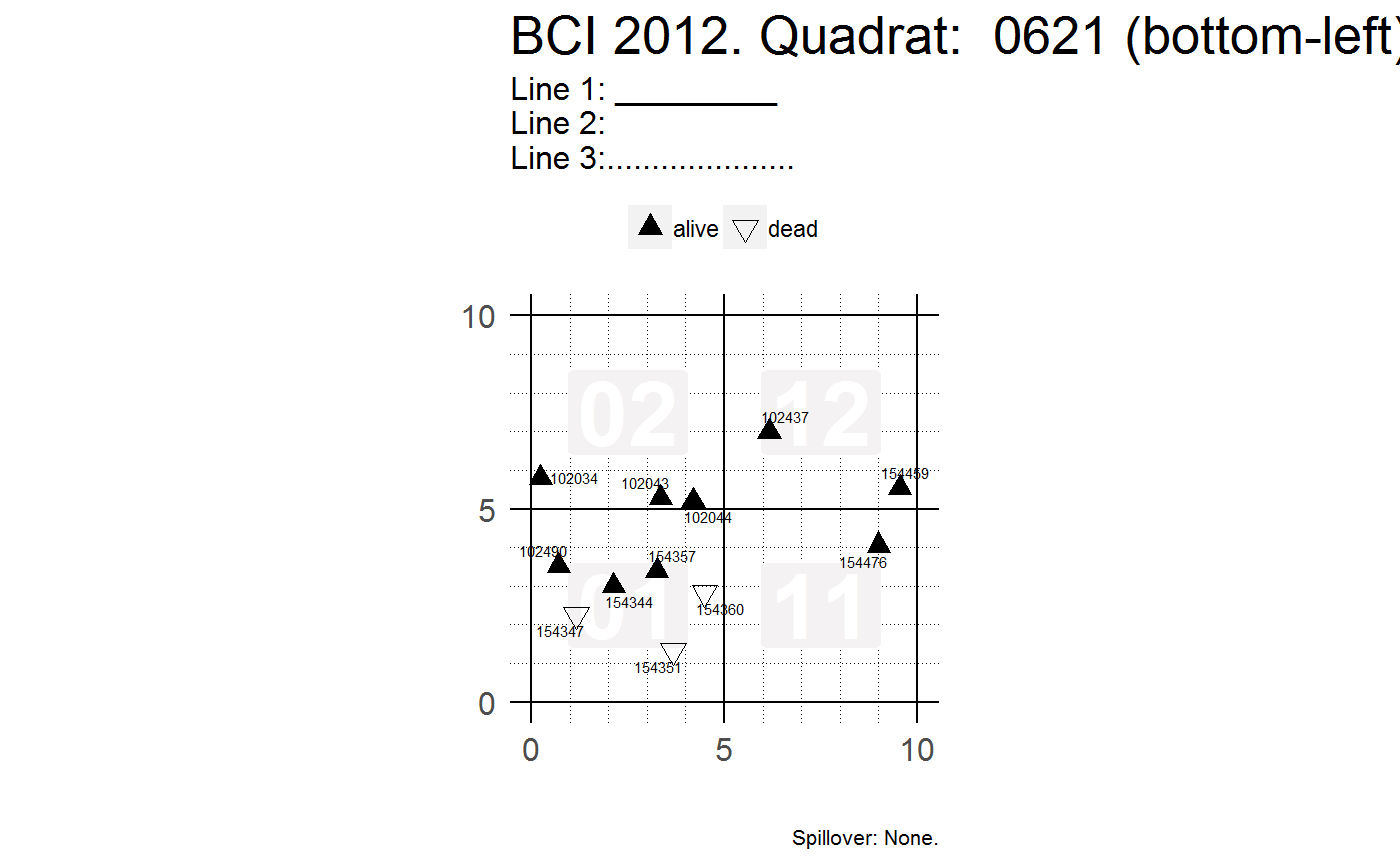 BCI 2012. Quadrat: 0621 (bottom-left)
Line 1: __________
Line 2:
Line 3:.....................
alive dead
10
02 12
102437
154459
102034
102043
102044
5
102490
154357
154476
154344
154360
01 11
154347
154351
0
0 5 10
Spillover: None.